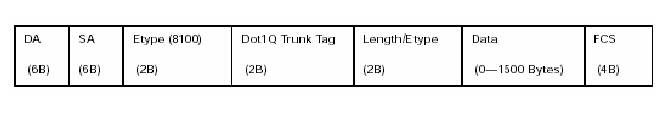 DA SA Etype (8100) Dot1Q Trunk Tag Length/Etype Data FCS
(6B) (6B) (2B) (2B) (2B) (0—1500 Bytes) (4B)